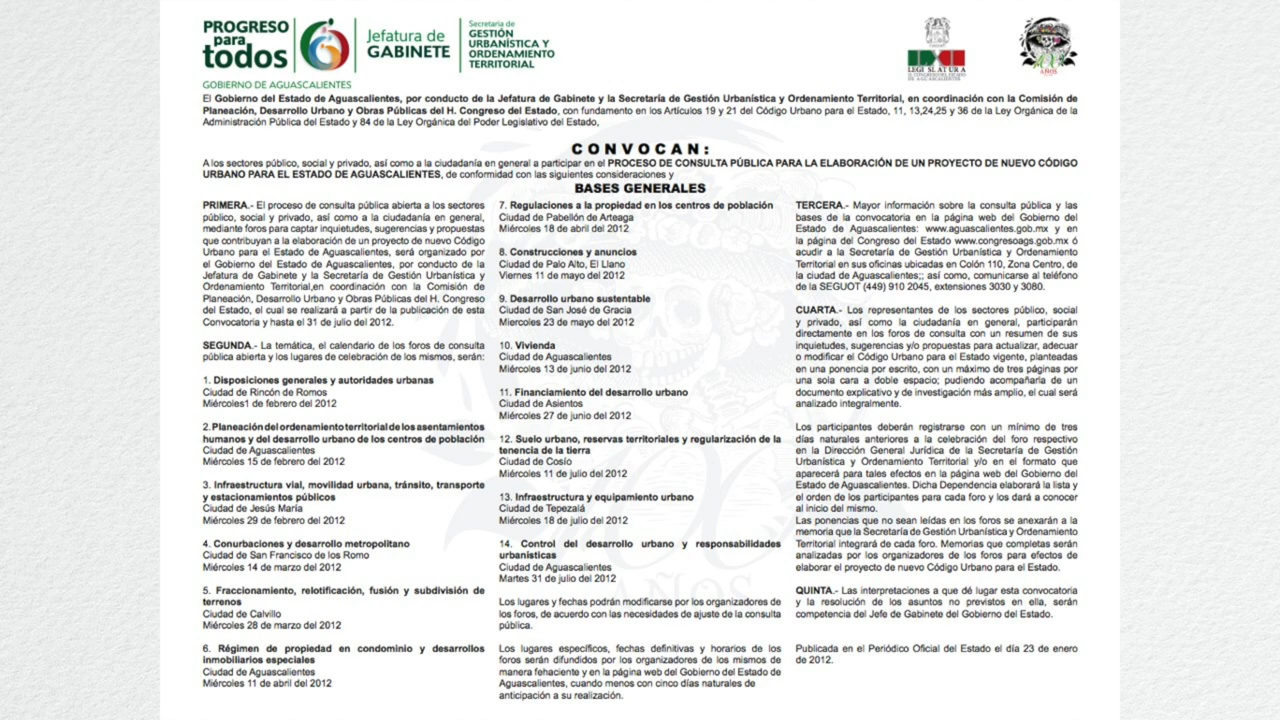 PROGRESO
para
todos
GOBIERNO DE AGUASCALIENTES
Jefatura de
GABINETE
Secretaría de
GESTIÓN
URBANÍSTICA Y
ORDENAMIENTO
TERRITORIAL
LEGISLATURA
AÑOS
El Gobierno del Estado de Aguascalientes, por conducto de la Jefatura de Gabinete y la Secretaría de Gestión Urbanística y Ordenamiento Territorial, en coordinación con la Comisión de
Planeación, Desarrollo Urbano y Obras Públicas del H. Congreso del Estado, con fundamento en los Artículos 19 y 21 del Código Urbano para el Estado, 11, 13,24,25 y 36 de la Ley Orgánica de la
Administración Pública del Estado y 84 de la Ley Orgánica del Poder Legislativo del Estado,
CONVOCAN:
A los sectores público, social y privado, así como a la ciudadanía en general a participar en el PROCESO DE CONSULTA PÚBLICA PARA LA ELABORACIÓN DE UN PROYECTO DE NUEVO CÓDIGO
URBANO PARA EL ESTADO DE AGUASCALIENTES, de conformidad con las siguientes consideraciones y
BASES GENERALES
PRIMERA.- El proceso de consulta pública abierta a los sectores
público, social y privado, así como a la ciudadanía en general,
mediante foros para captar inquietudes, sugerencias y propuestas
que contribuyan a la elaboración de un proyecto de nuevo Código
Urbano para el Estado de Aguascalientes, será organizado por
el Gobierno del Estado de Aguascalientes, por conducto de la
Jefatura de Gabinete y la Secretaría de Gestión Urbanística y
Ordenamiento Territorial,en coordinación con la Comisión de
Planeación, Desarrollo Urbano y Obras Públicas del H. Congreso
del Estado, el cual se realizará a partir de la publicación de esta
Convocatoria y hasta el 31 de julio del 2012.
SEGUNDA.- La temática, el calendario de los foros de consulta
pública abierta y los lugares de celebración de los mismos, serán:
1. Disposiciones generales y autoridades urbanas
Ciudad de Rincón de Romos
Miércoles1 de febrero del 2012
2.Planeación del ordenamiento territorial de los asentamientos
humanos y del desarrollo urbano de los centros de población
Ciudad de Aguascalientes
Miércoles 15 de febrero del 2012
3. Infraestructura vial, movilidad urbana, tránsito, transporte
y estacionamientos públicos
Ciudad de Jesús María
Miércoles 29 de febrero del 2012
4. Conurbaciones y desarrollo metropolitano
Ciudad de San Francisco de los Romo
Miércoles 14 de marzo del 2012
5. Fraccionamiento, relotificación, fusión y subdivisión de
terrenos
Ciudad de Calvillo
Miércoles 28 de marzo del 2012
6. Régimen de propiedad en condominio y desarrollos
inmobiliarios especiales
Ciudad de Aguascalientes
Miércoles 11 de abril del 2012
7. Regulaciones a la propiedad en los centros de población
Ciudad de Pabellón de Arteaga
Miércoles 18 de abril del 2012
8. Construcciones y anuncios
Ciudad de Palo Alto, El Llano
Viernes 11 de mayo del 2012
9. Desarrollo urbano sustentable
Ciudad de San José de Gracia
Miercoles 23 de mayo del 2012
10. Vivienda
Ciudad de Aguascalientes
Miércoles 13 de junio del 2012
11. Financiamiento del desarrollo urbano
Ciudad de Asientos
Miércoles 27 de junio del 2012
12. Suelo urbano, reservas territoriales y regularización de la
tenencia de la tierra
Ciudad de Cosío
Miércoles 11 de julio del 2012
13. Infraestructura y equipamiento urbano
Ciudad de Tepezalá
Miércoles 18 de julio del 2012
14. Control del desarrollo urbano y responsabilidades
urbanísticas
Ciudad de Aguascalientes
Martes 31 de julio del 2012
Los lugares y fechas podrán modificarse por los organizadores de
los foros, de acuerdo con las necesidades de ajuste de la consulta
pública.
Los lugares específicos, fechas definitivas y horarios de los
foros serán difundidos por los organizadores de los mismos de
manera fehaciente y en la página web del Gobierno del Estado de
Aguascalientes, cuando menos con cinco días naturales de
anticipación a su realización.
TERCERA.- Mayor información sobre la consulta pública y las
bases de la convocatoria en la página web del Gobierno del
Estado de Aguascalientes: www.aguascalientes.gob.mx y en
la página del Congreso del Estado www.congresoags.gob.mx ó
acudir a la Secretaría de Gestión Urbanística y Ordenamiento
Territorial en sus oficinas ubicadas en Colón 110, Zona Centro, de
la ciudad de Aguascalientes;; así como, comunicarse al teléfono
de la SEGUOT (449) 910 2045, extensiones 3030 y 3080.
CUARTA.- Los representantes de los sectores público, social
y privado, así como la ciudadanía en general, participarán
directamente en los foros de consulta con un resumen de sus
inquietudes, sugerencias y/o propuestas para actualizar, adecuar
o modificar el Código Urbano para el Estado vigente, planteadas
en una ponencia por escrito, con un máximo de tres páginas por
una sola cara a doble espacio; pudiendo acompañarla de un
documento explicativo y de investigación más amplio, el cual será
analizado integralmente.
Los participantes deberán registrarse con un mínimo de tres
días naturales anteriores a la celebración del foro respectivo
en la Dirección General Jurídica de la Secretaría de Gestión
Urbanística y Ordenamiento Territorial y/o en el formato que
aparecerá para tales efectos en la página web del Gobierno del
Estado de Aguascalientes. Dicha Dependencia elaborará la lista y
el orden de los participantes para cada foro y los dará a conocer
al inicio del mismo.
Las ponencias que no sean leídas en los foros se anexarán a la
memoria que la Secretaría de Gestión Urbanística y Ordenamiento
Territorial integrará de cada foro. Memorias que completas serán
analizadas por los organizadores de los foros para efectos de
elaborar el proyecto de nuevo Código Urbano para el Estado.
QUINTA.- Las interpretaciones a que dé lugar esta convocatoria
y la resolución de los asuntos no previstos en ella, serán
competencia del Jefe de Gabinete del Gobierno del Estado.
Publicada en el Periódico Oficial del Estado el día 23 de enero
de 2012.
AÑOS